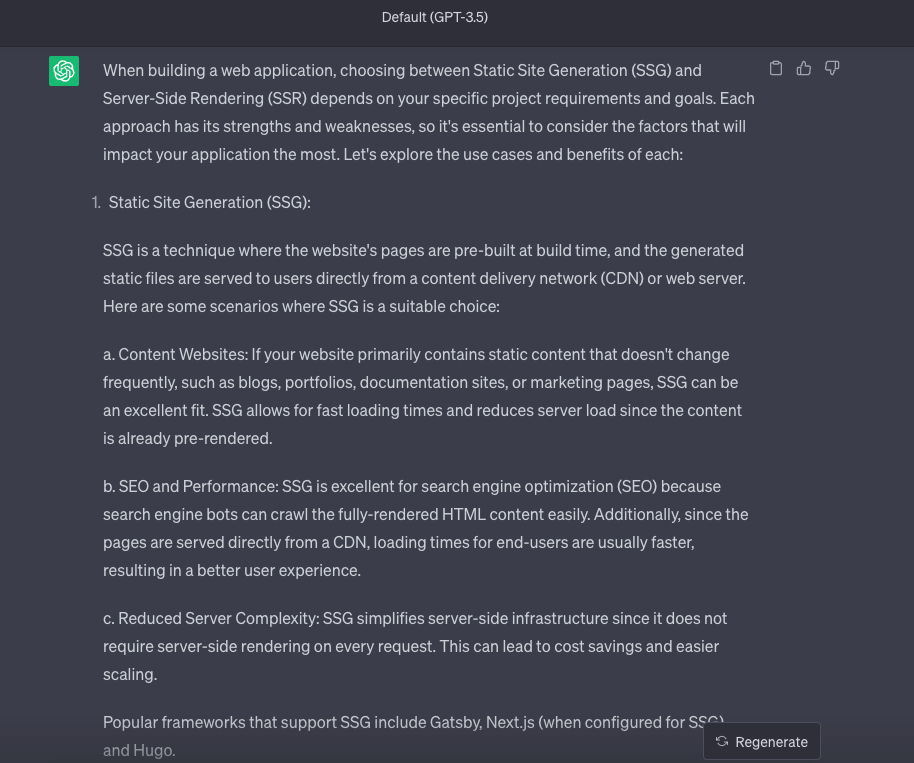 Default (GPT-3.5)
When building a web application, choosing between Static Site Generation (SSG) and
Server-Side Rendering (SSR) depends on your specific project requirements and goals. Each
approach has its strengths and weaknesses, so it's essential to consider the factors that will
impact your application the most. Let's explore the use cases and benefits of each:
1. Static Site Generation (SSG):
SSG is a technique where the website's pages are pre-built at build time, and the generated
static files are served to users directly from a content delivery network (CDN) or web server.
Here are some scenarios where SSG is a suitable choice:
a. Content Websites: If your website primarily contains static content that doesn't change
frequently, such as blogs, portfolios, documentation sites, or marketing pages, SSG can be
an excellent fit. SSG allows for fast loading times and reduces server load since the content
is already pre-rendered.
b. SEO and Performance: SSG is excellent for search engine optimization (SEO) because
search engine bots can crawl the fully-rendered HTML content easily. Additionally, since the
pages are served directly from a CDN, loading times for end-users are usually faster,
resulting in a better user experience.
c. Reduced Server Complexity: SSG simplifies server-side infrastructure since it does not
require server-side rendering on every request. This can lead to cost savings and easier
scaling.
Popular frameworks that support SSG include Gatsby, Next.js (when configured for SSG),
and Hugo.
Regenerate